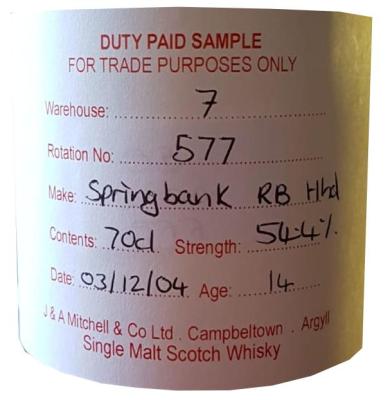 DUTY PAID SAMPLE
FOR TRADE PURPOSES ONLY
Warehouse: 7
Rotation No: 577
Make: Springbank RB Hhd
Contents: 70cl Strength: 54.4%.
Date: 03/12/04 Age: 14
J & A Mitchell & Co Ltd . Campbeltown . Argyll
Single Malt Scotch Whisky